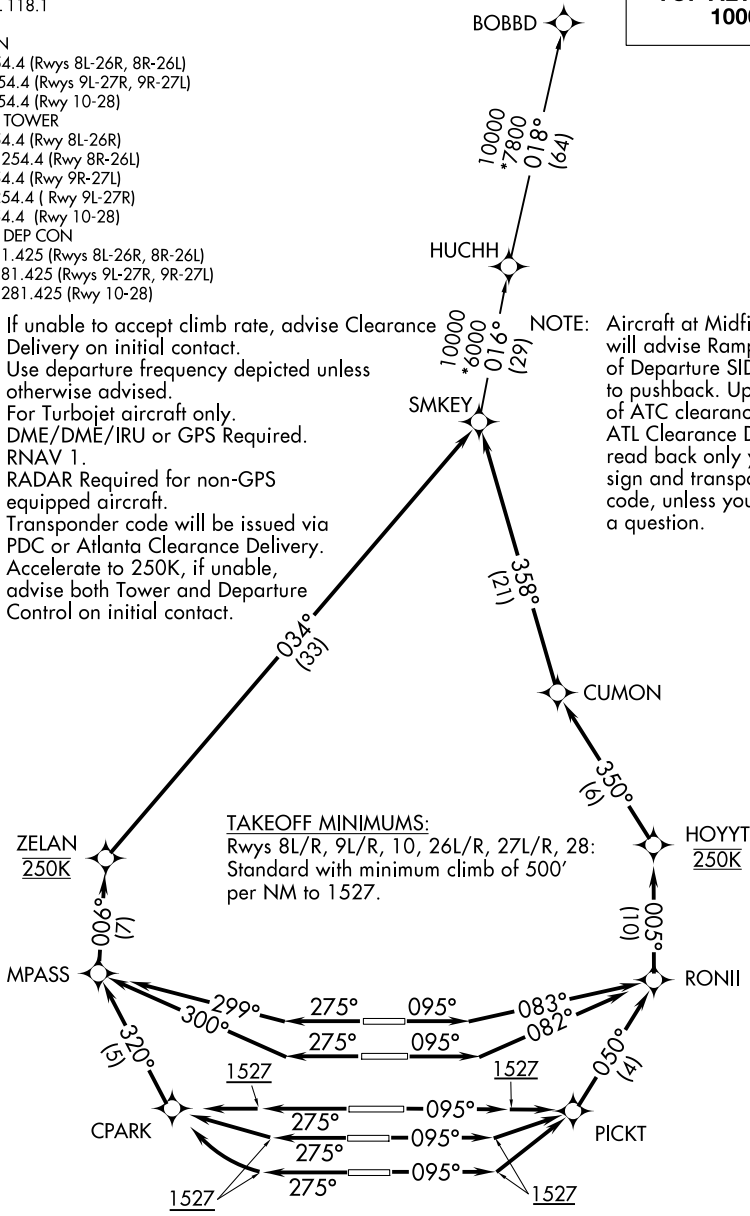 118.1
4.4 (Rwys 8L-26R, 8R-26L)
54.4 (Rwys 9L-27R, 9R-27L)
54.4 (Rwy 10-28)
TOWER
4.4 (Rwy 8L-26R)
254.4 (Rwy 8R-26L)
4.4 (Rwy 9R-27L)
54.4 ( Rwy 9L-27R)
4.4 (Rwy 10-28)
DEP CON
1.425 (Rwys 8L-26R, 8R-26L)
81.425 (Rwys 9L-27R, 9R-27L)
281.425 (Rwy 10-28)
1000
BOBBD
10000
*7800
018°
(64)
HUCHH
10000
*6000
016°
(29)
SMKEY
If unable to accept climb rate, advise Clearance
Delivery on initial contact.
Use departure frequency depicted unless
otherwise advised.
For Turbojet aircraft only.
DME/DME/IRU or GPS Required.
RNAV 1.
RADAR Required for non-GPS
equipped aircraft.
Transponder code will be issued via
PDC or Atlanta Clearance Delivery.
Accelerate to 250K, if unable,
advise both Tower and Departure
Control on initial contact.
NOTE: Aircraft at Midfi
will advise Ramp
of Departure SID
to pushback. Up
of ATC clearanc
ATL Clearance D
read back only y
sign and transpo
code, unless you
a question.
034°
(33)
358°
(21)
CUMON
350°
(6)
ZELAN
250K
TAKEOFF MINIMUMS:
Rwys 8L/R, 9L/R, 10, 26L/R, 27L/R, 28:
Standard with minimum climb of 500'
per NM to 1527.
HOYYT
250K
006°
(7)
005°
(10)
MPASS
RONII
299°
275°
095°
083°
300°
275°
095°
082°
320°
(5)
050°
(4)
1527
1527
CPARK
095°
PICKT
275°
095°
275°
095°
275°
1527
1527